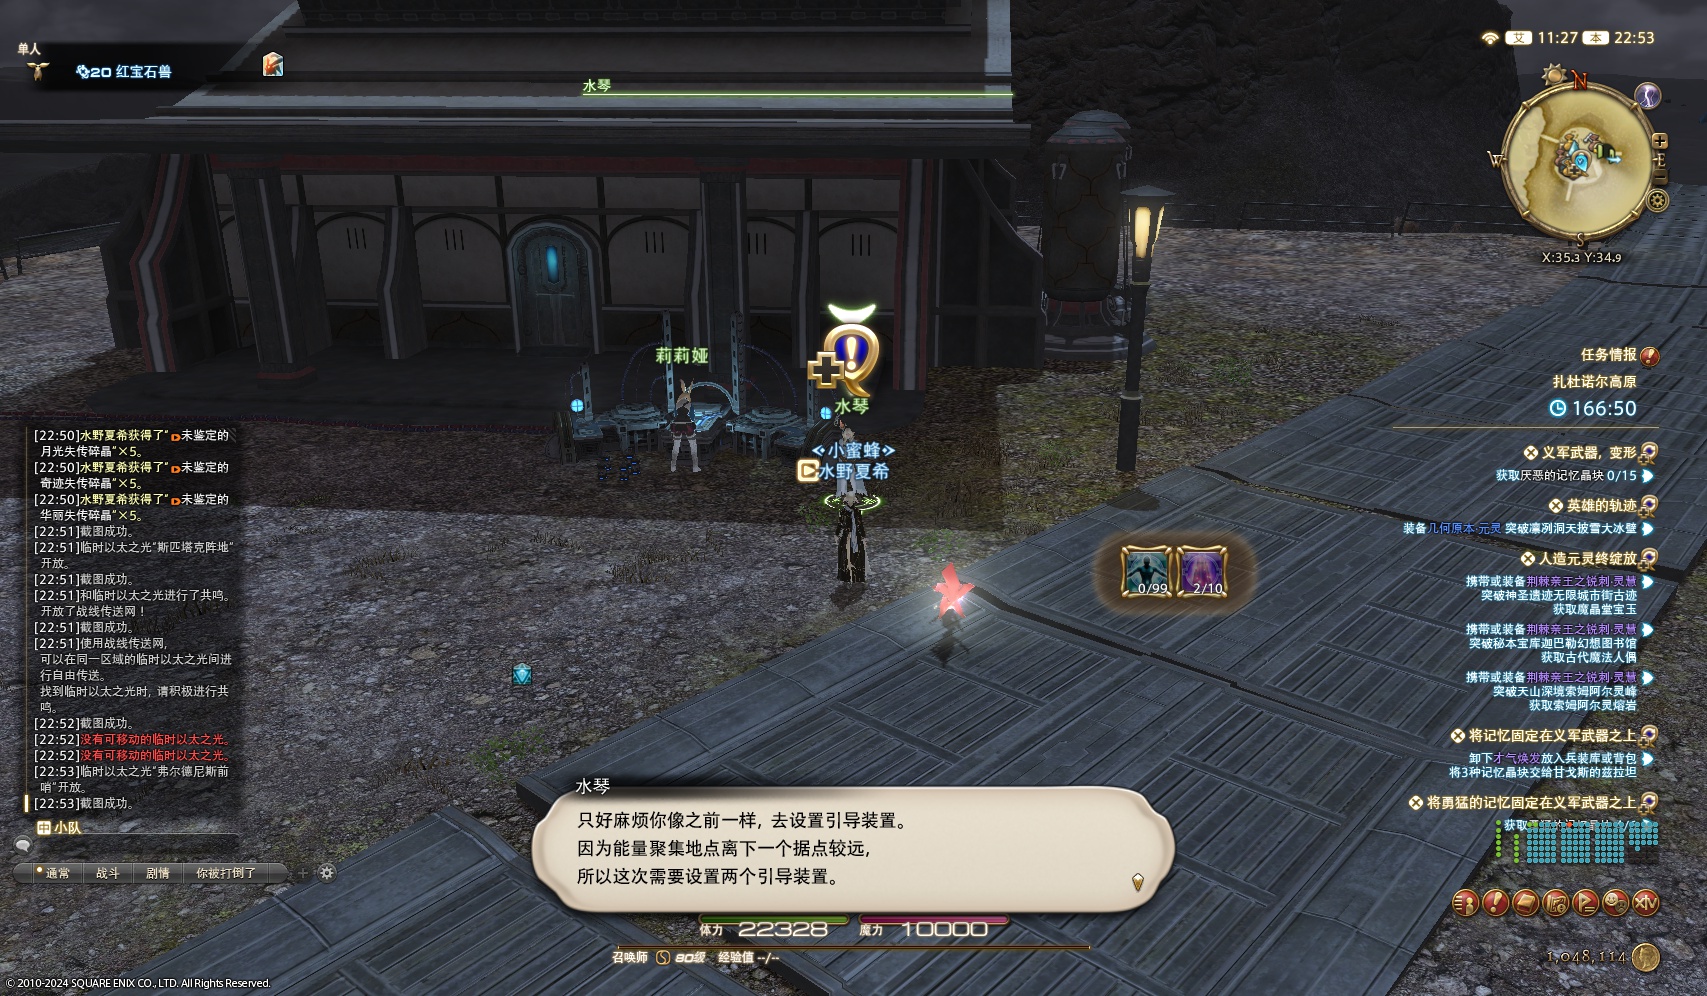 单人
20 红宝石兽
水琴
艾 11:27 本 22:53
N
W
E
S
X:35.3 Y:34.9
莉莉娅
水琴
<小蜜蜂>
水野夏希
任务情报
扎杜诺尔高原
166:50
义军武器，变形
获取厌恶的记忆晶块 0/15
英雄的轨迹
装备几何原本·元灵 突破凛冽洞天披雪大冰壁
人造元灵终绽放
携带或装备荆棘亲王之锐刺·灵慧
突破神圣遗迹无限城市街古迹
获取魔晶堂宝玉
携带或装备荆棘亲王之锐刺·灵慧
突破秘本宝库迦巴勒幻想图书馆
获取古代魔法人偶
携带或装备荆棘亲王之锐刺·灵慧
突破天山深境索姆阿尔灵峰
获取索姆阿尔灵熔岩
将记忆固定在义军武器之上
卸下才气焕发放入兵装库或背包
将3种记忆晶块交给甘戈斯的兹拉坦
将勇猛的记忆固定在义军武器之上
获取
0/99
2/10
[22:50]水野夏希获得了“未鉴定的
月光失传碎晶”×5。
[22:50]水野夏希获得了“未鉴定的
奇迹失传碎晶”×5。
[22:50]水野夏希获得了“未鉴定的
华丽失传碎晶”×5。
[22:51]截图成功。
[22:51]临时以太之光“斯匹塔克阵地”
开放。
[22:51]截图成功。
[22:51]和临时以太之光进行了共鸣。
开放了战线传送网！
[22:51]截图成功。
[22:51]使用战线传送网，
可以在同一区域的临时以太之光间进
行自由传送。
找到临时以太之光时，请积极进行共
鸣。
[22:52]截图成功。
[22:52]没有可移动的临时以太之光。
[22:52]没有可移动的临时以太之光。
[22:53]临时以太之光“弗尔德尼斯前
哨”开放。
[22:53]截图成功。
小队
通常 战斗 剧情 你被打倒了
水琴
只好麻烦你像之前一样，去设置引导装置。
因为能量聚集地点离下一个据点较远，
所以这次需要设置两个引导装置。
体力 22328 魔力 10000
召唤师 80级 经验值 --/--
XIV
1,048,114
© 2010-2024 SQUARE ENIX CO., LTD. All Rights Reserved.